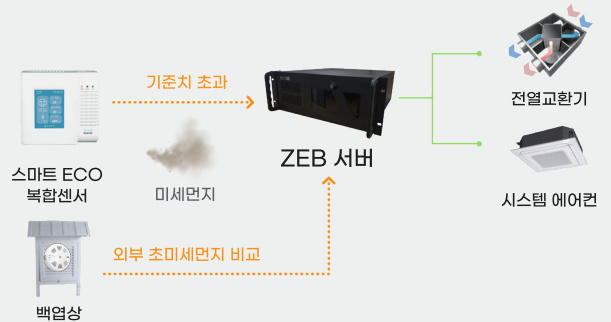 기준치 초과
전열교환기
ZEB 서버
스마트 ECO
복합센서
미세먼지
시스템 에어컨
외부 초미세먼지 비교
백엽상